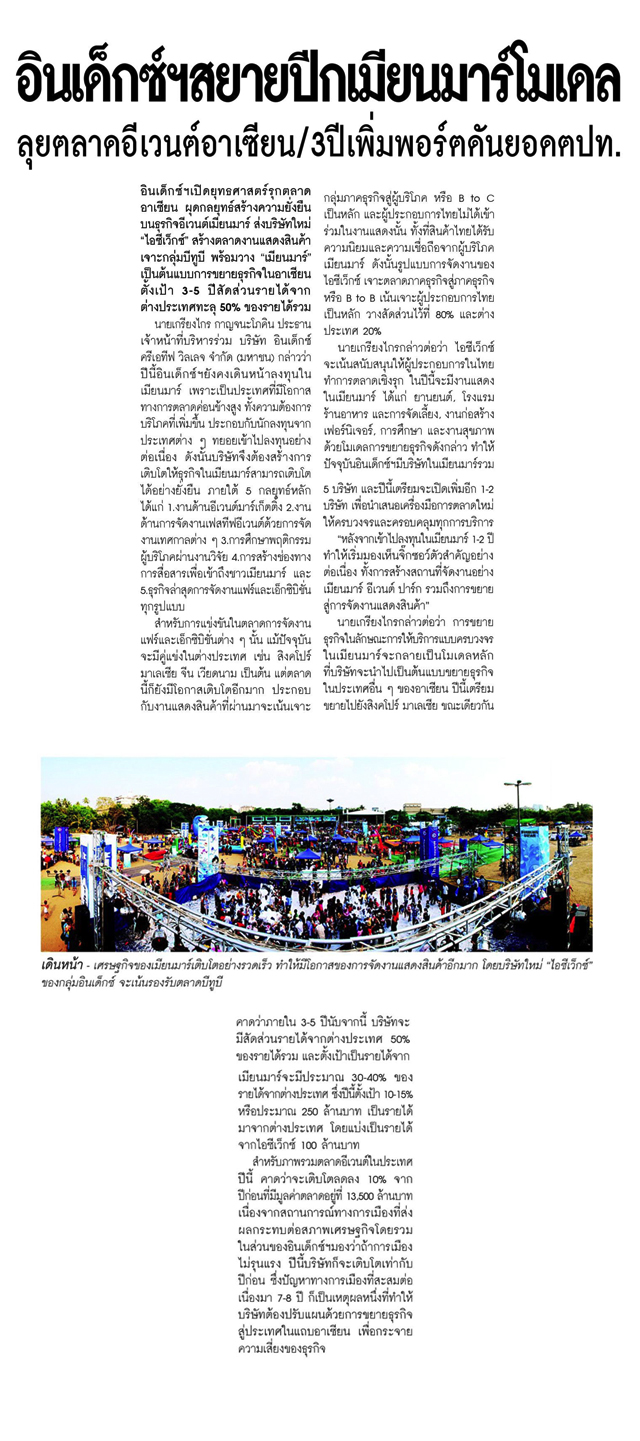 อินเด็กซ์ฯสยายปีกเมียนมาร์โมเดล
ลุยตลาดอีเวนต์อาเซียน/3ปีเพิ่มพอร์ตดันยอดตปท.
อินเด็กซ์ฯเปิดยุทธศาสตร์รุกตลาด
อาเซียน ผุดกลยุทธ์สร้างความยั่งยืน
บนธุรกิจอีเวนต์เมียนมาร์ ส่งบริษัทใหม่
"ไอซีเว็กซ์" สร้างตลาดงานแสดงสินค้า
เจาะกลุ่มบีทูบี พร้อมวาง "เมียนมาร์"
เป็นต้นแบบการขยายธุรกิจในอาเซียน
ตั้งเป้า 3-5 ปีสัดส่วนรายได้จาก
ต่างประเทศทะลุ 50% ของรายได้รวม
นายเกรียงไกร กาญจนะโภคิน ประธาน
เจ้าหน้าที่บริหารร่วม บริษัท อินเด็กซ์
ครีเอทีฟ วิลเลจ จำกัด (มหาชน) กล่าวว่า
ปีนี้อินเด็กซ์ฯยังคงเดินหน้าลงทุนใน
เมียนมาร์ เพราะเป็นประเทศที่มีโอกาส
ทางการตลาดค่อนข้างสูง ทั้งความต้องการ
บริโภคที่เพิ่มขึ้น ประกอบกับนักลงทุนจาก
ประเทศต่าง ๆ ทยอยเข้าไปลงทุนอย่าง
ต่อเนื่อง ดังนั้นบริษัทจึงต้องสร้างการ
เติบโตให้ธุรกิจในเมียนมาร์สามารถเติบโต
ได้อย่างยั่งยืน ภายใต้ 5 กลยุทธ์หลัก
ได้แก่ 1.งานด้านอีเวนต์มาร์เก็ตติ้ง 2.งาน
ด้านการจัดงานเฟสทีฟอีเวนต์ด้วยการจัด
งานเทศกาลต่าง ๆ 3.การศึกษาพฤติกรรม
ผู้บริโภคผ่านงานวิจัย 4.การสร้างช่องทาง
การสื่อสารเพื่อเข้าถึงชาวเมียนมาร์ และ
5.ธุรกิจล่าสุดการจัดงานแฟร์และเอ็กซิบิชั่น
ทุกรูปแบบ
สำหรับการแข่งขันในตลาดการจัดงาน
แฟร์และเอ็กซิบิชั่นต่าง ๆ นั้น แม้ปัจจุบัน
จะมีคู่แข่งในต่างประเทศ เช่น สิงคโปร์
มาเลเซีย จีน เวียดนาม เป็นต้น แต่ตลาด
นี้ก็ยังมีโอกาสเติบโตอีกมาก ประกอบ
กับงานแสดงสินค้าที่ผ่านมาจะเน้นเจาะ
กลุ่มภาคธุรกิจสู่ผู้บริโภค หรือ B to C
เป็นหลัก และผู้ประกอบการไทยไม่ได้เข้า
ร่วมในงานแสดงนั้น ทั้งที่สินค้าไทยได้รับ
ความนิยมและความเชื่อถือจากผู้บริโภค
เมียนมาร์ ดังนั้นรูปแบบการจัดงานของ
ไอซีเว็กซ์ เจาะตลาดภาคธุรกิจสู่ภาคธุรกิจ
หรือ B to B เน้นเจาะผู้ประกอบการไทย
เป็นหลัก วางสัดส่วนไว้ที่ 80% และต่าง
ประเทศ 20%
นายเกรียงไกรกล่าวต่อว่า ไอซีเว็กซ์
จะเน้นสนับสนุนให้ผู้ประกอบการในไทย
ทำการตลาดเชิงรุก ในปีนี้จะมีงานแสดง
ในเมียนมาร์ ได้แก่ ยานยนต์, โรงแรม
ร้านอาหาร และการจัดเลี้ยง, งานก่อสร้าง
เฟอร์นิเจอร์, การศึกษา และงานสุขภาพ
ด้วยโมเดลการขยายธุรกิจดังกล่าว ทำให้
ปัจจุบันอินเด็กซ์ฯมีบริษัทในเมียนมาร์รวม
5 บริษัท และปีนี้เตรียมจะเปิดเพิ่มอีก 1-2
บริษัท เพื่อนำเสนอเครื่องมือการตลาดใหม่
ให้ครบวงจรและครอบคลุมทุกการบริการ
"หลังจากเข้าไปลงทุนในเมียนมาร์ 1-2 ปี
ทำให้เริ่มมองเห็นจิ๊กซอว์ตัวสำคัญอย่าง
ต่อเนื่อง ทั้งการสร้างสถานที่จัดงานอย่าง
เมียนมาร์ อีเวนต์ ปาร์ก รวมถึงการขยาย
สู่การจัดงานแสดงสินค้า"
นายเกรียงไกรกล่าวต่อว่า การขยาย
ธุรกิจในลักษณะการให้บริการแบบครบวงจร
ในเมียนมาร์จะกลายเป็นโมเดลหลัก
ที่บริษัทจะนำไปเป็นต้นแบบขยายธุรกิจ
ในประเทศอื่น ๆ ของอาเซียน ปีนี้เตรียม
ขยายไปยังสิงคโปร์ มาเลเซีย ขณะเดียวกัน
เดินหน้า - เศรษฐกิจของเมียนมาร์เติบโตอย่างรวดเร็ว ทำให้มีโอกาสของการจัดงานแสดงสินค้าอีกมาก โดยบริษัทใหม่ "ไอซีเว็กซ์"
ของกลุ่มอินเด็กซ์ จะเน้นรองรับตลาดบีทูบี
คาดว่าภายใน 3-5 ปีนับจากนี้ บริษัทจะ
มีสัดส่วนรายได้จากต่างประเทศ 50%
ของรายได้รวม และตั้งเป้าเป็นรายได้จาก
เมียนมาร์จะมีประมาณ 30-40% ของ
รายได้จากต่างประเทศ ซึ่งปีนี้ตั้งเป้า 10-15%
หรือประมาณ 250 ล้านบาท เป็นรายได้
มาจากต่างประเทศ โดยแบ่งเป็นรายได้
จากไอซีเว็กซ์ 100 ล้านบาท
สำหรับภาพรวมตลาดอีเวนต์ในประเทศ
ปีนี้ คาดว่าจะเติบโตลดลง 10% จาก
ปีก่อนที่มีมูลค่าตลาดอยู่ที่ 13,500 ล้านบาท
เนื่องจากสถานการณ์ทางการเมืองที่ส่ง
ผลกระทบต่อสภาพเศรษฐกิจโดยรวม
ในส่วนของอินเด็กซ์ฯมองว่าถ้าการเมือง
ไม่รุนแรง ปีนี้บริษัทก็จะเติบโตเท่ากับ
ปีก่อน ซึ่งปัญหาทางการเมืองที่สะสมต่อ
เนื่องมา 7-8 ปี ก็เป็นเหตุผลหนึ่งที่ทำให้
บริษัทต้องปรับแผนด้วยการขยายธุรกิจ
สู่ประเทศในแถบอาเซียน เพื่อกระจาย
ความเสี่ยงของธุรกิจ